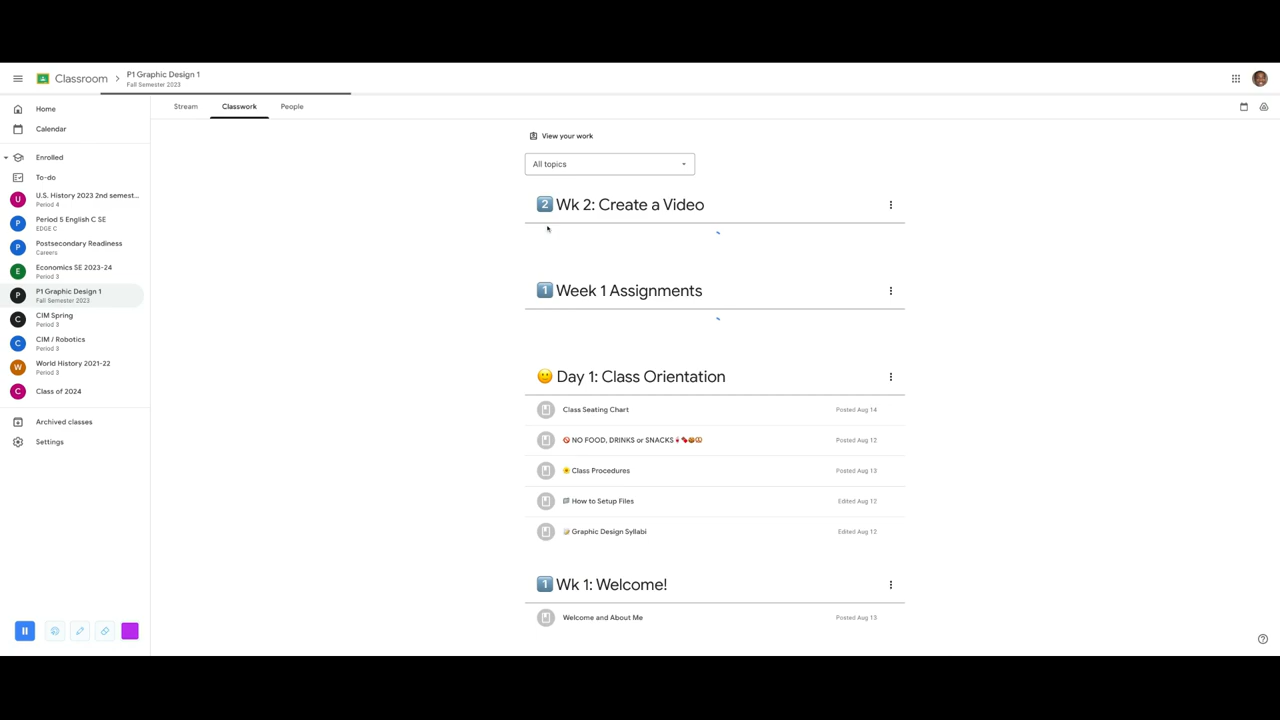 Classroom
P1 Graphic Design 1
Fall Semester 2023
Stream
Classwork
People
Home
Calendar
Enrolled
To-do
U
U.S. History 2023 2nd semest...
Period 4
P
Period 5 English C SE
EDGE C
P
Postsecondary Readiness
Careers
E
Economics SE 2023-24
Period 3
P
P1 Graphic Design 1
Fall Semester 2023
C
CIM Spring
Period 3
C
CIM / Robotics
Period 3
W
World History 2021-22
Period 3
C
Class of 2024
Archived classes
Settings
View your work
All topics
2 Wk 2: Create a Video
1 Week 1 Assignments
Day 1: Class Orientation
Class Seating Chart Posted Aug 14
NO FOOD, DRINKS or SNACKS Posted Aug 12
Class Procedures Posted Aug 13
How to Setup Files Edited Aug 12
Graphic Design Syllabi Edited Aug 12
1 Wk 1: Welcome!
Welcome and About Me Posted Aug 13